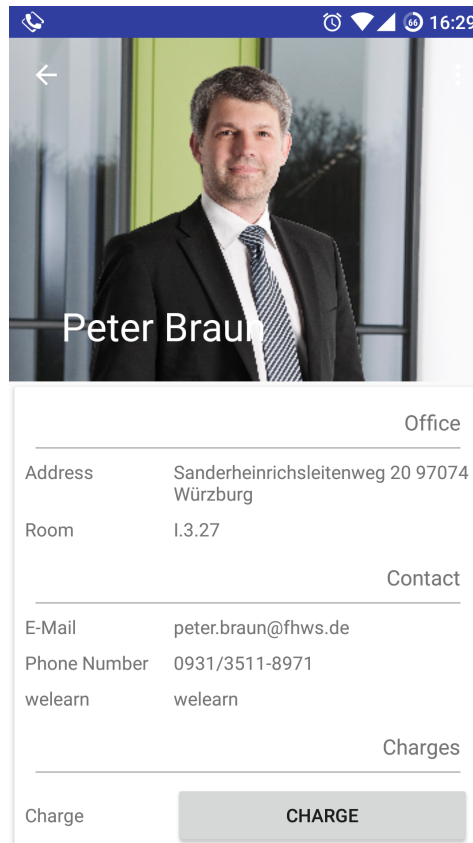 66 16:29
Peter Braun
Office
Address Sanderheinrichsleitenweg 20 97074
Würzburg
Room I.3.27
Contact
E-Mail peter.braun@fhws.de
Phone Number 0931/3511-8971
welearn welearn
Charges
Charge CHARGE